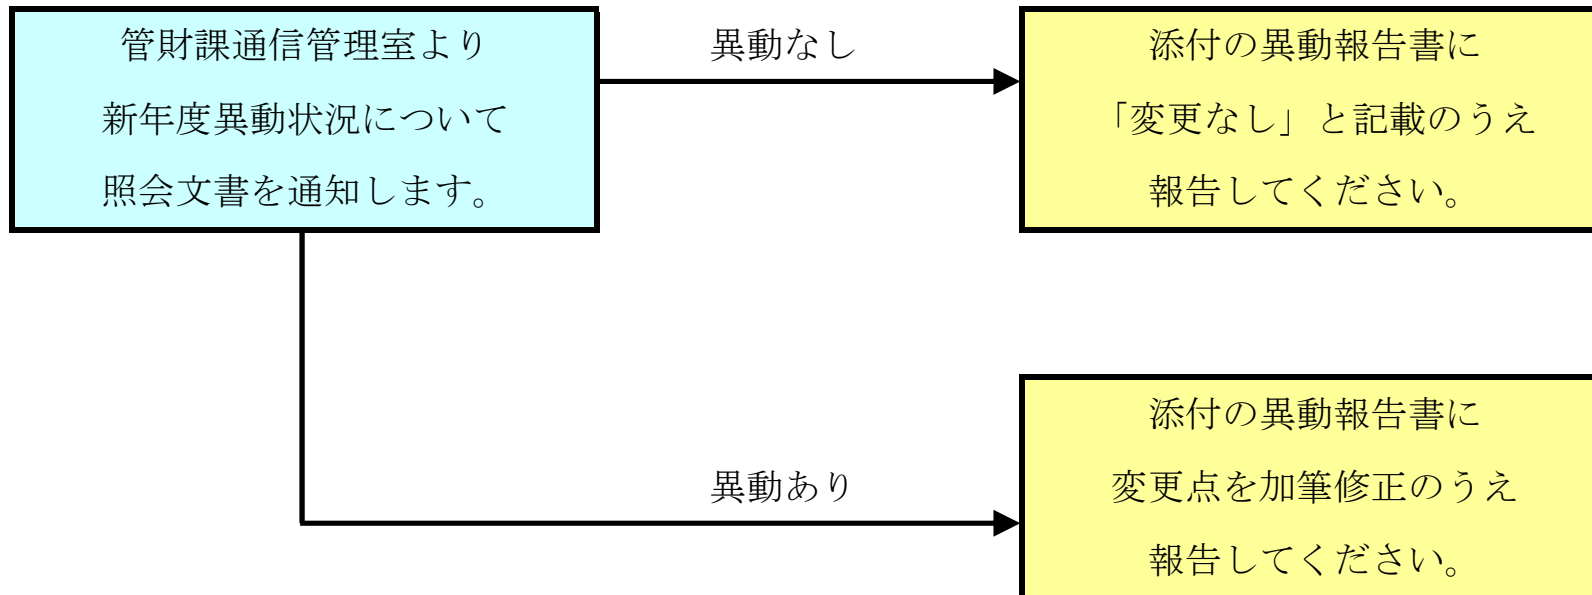 管財課通信管理室より
新年度異動状況について
照会文書を通知します。
異動なし
添付の異動報告書に
「変更なし」と記載のうえ
報告してください。
異動あり
添付の異動報告書に
変更点を加筆修正のうえ
報告してください。